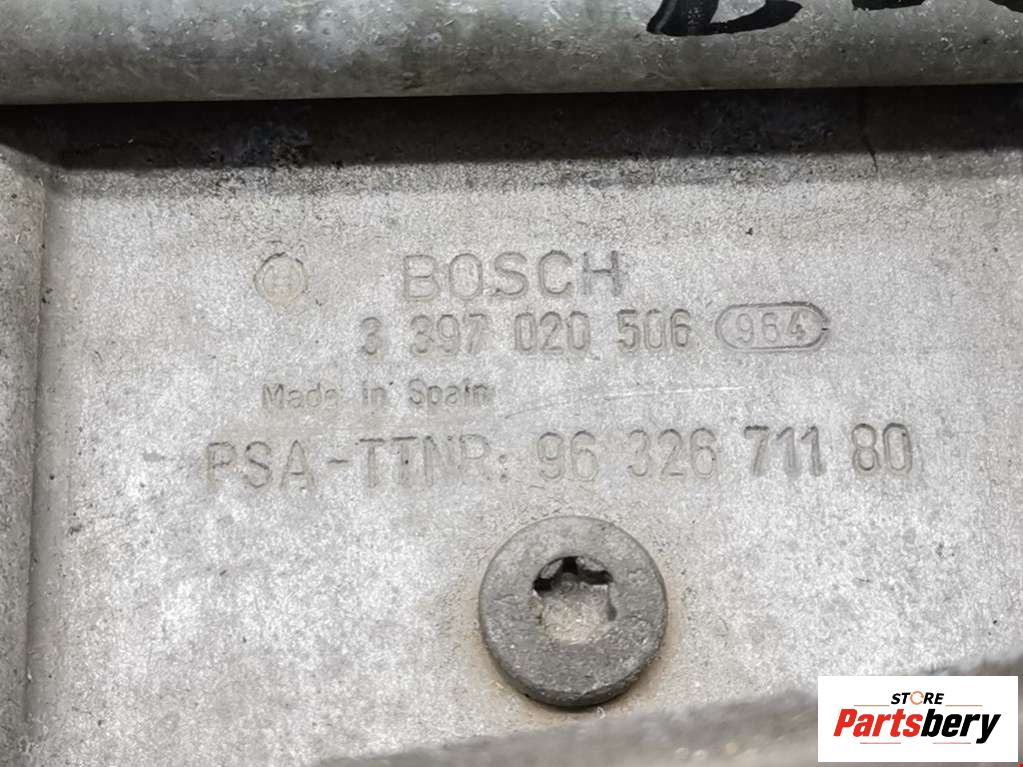 BOSCH
3 397 020 506 964
Made in Spain
PSA-TTNR: 96 326 711 80
STORE
Partsbery